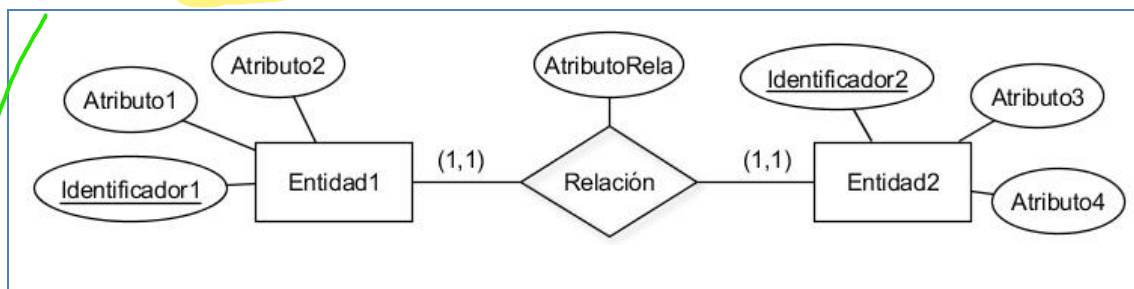 Atributo2
AtributoRela
Identificador2
Atributo1
Atributo3
(1,1)
(1,1)
Identificador1
Entidad1
Relación
Entidad2
Atributo4